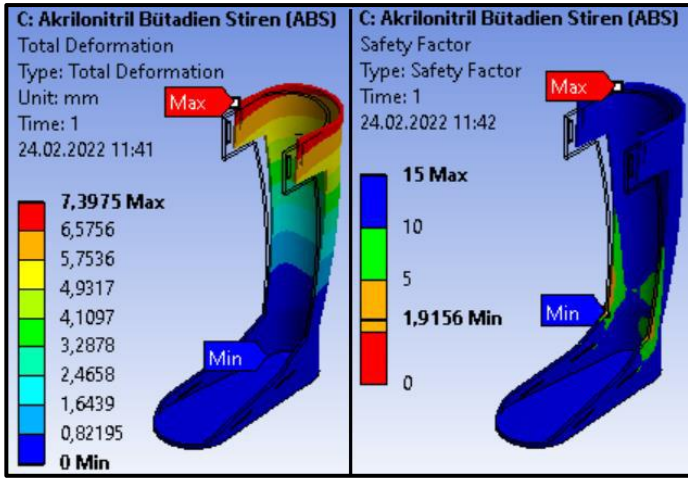 C: Akrilonitril Bütadien Stiren (ABS)
Total Deformation
Type: Total Deformation
Unit: mm
Time: 1
24.02.2022 11:41
Max
7,3975 Max
6,5756
5,7536
4,9317
4,1097
3,2878
2,4658
1,6439
0,82195
0 Min
Min
C: Akrilonitril Bütadien Stiren (ABS)
Safety Factor
Type: Safety Factor
Time: 1
24.02.2022 11:42
Max
15 Max
10
5
1,9156 Min
0
Min